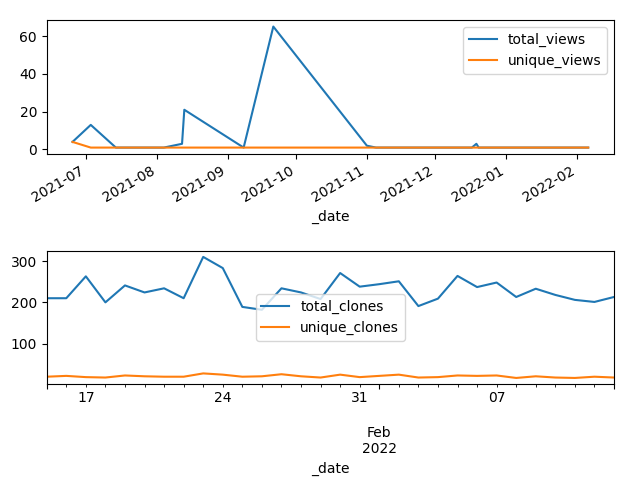 60
40
20
0
total_views
unique_views
2021-07
2021-08
2021-09
2021-10
2021-11
2021-12
2022-01
2022-02
_date
300
200
100
total_clones
unique_clones
17
24
31
07
Feb
2022
_date